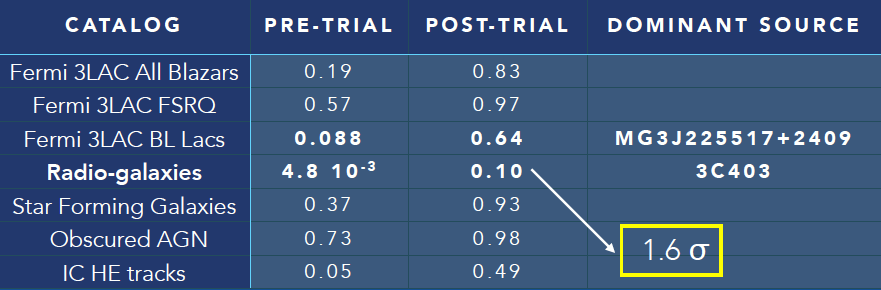 CATALOG PRE-TRIAL POST-TRIAL DOMINANT SOURCE
Fermi 3LAC All Blazars 0.19 0.83
Fermi 3LAC FSRQ 0.57 0.97
Fermi 3LAC BL Lacs 0.088 0.64 MG3J225517+2409
Radio-galaxies 4.8 10⁻³ 0.10 3C403
Star Forming Galaxies 0.37 0.93
Obscured AGN 0.73 0.98
1.6 σ
IC HE tracks 0.05 0.49